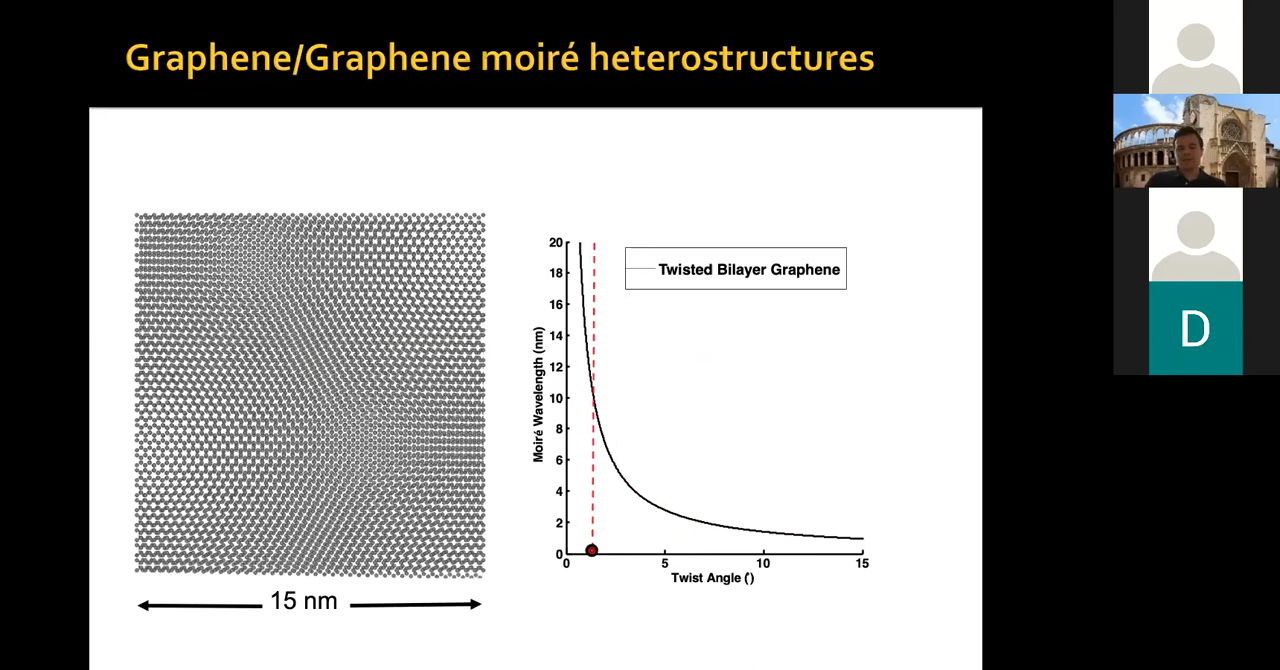 Graphene/Graphene moiré heterostructures
15 nm
Moiré Wavelength (nm)
20
18
16
14
12
10
8
6
4
2
0
Twisted Bilayer Graphene
0 5 10 15
Twist Angle (')
D